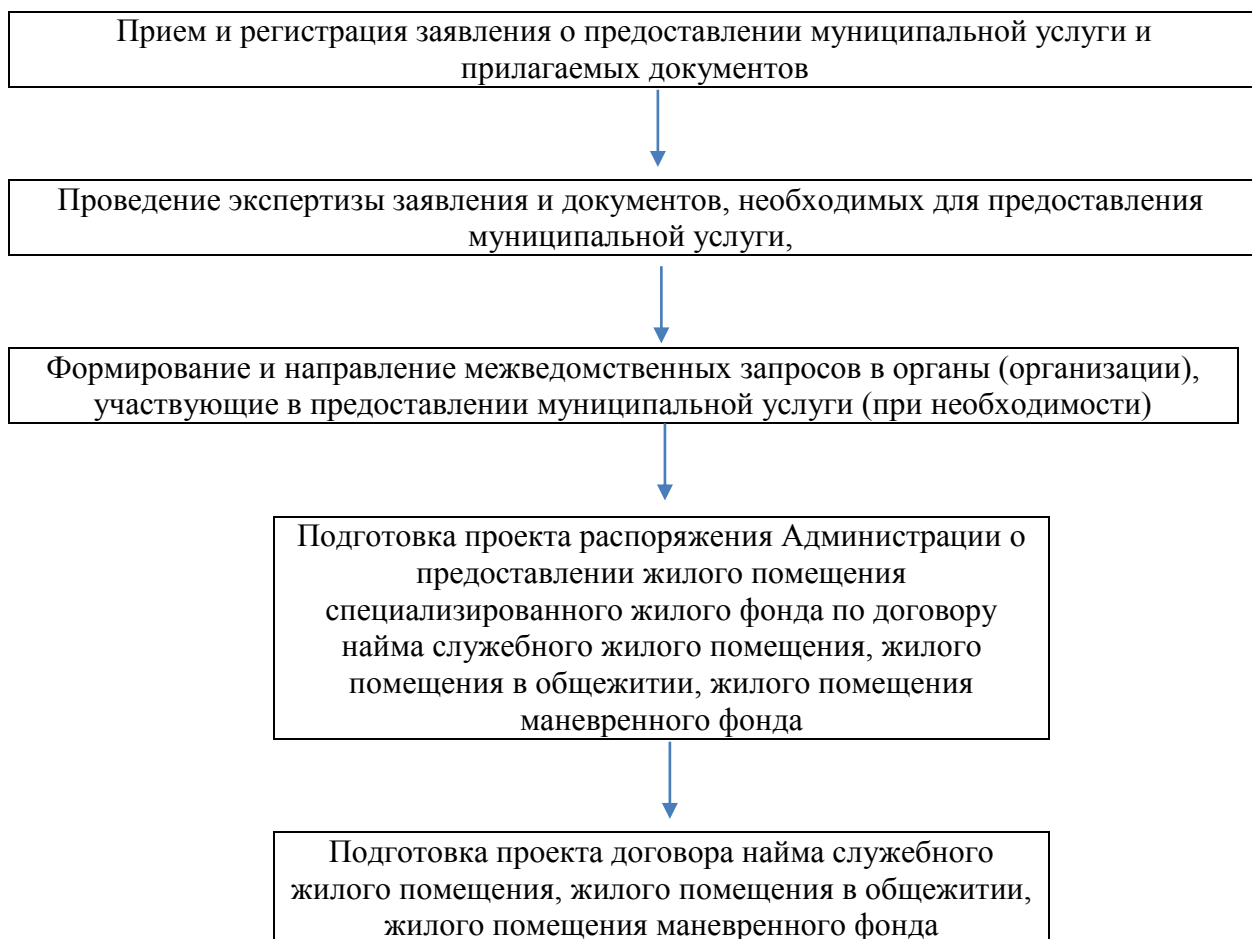 Прием и регистрация заявления о предоставлении муниципальной услуги и
прилагаемых документов
Проведение экспертизы заявления и документов, необходимых для предоставления
муниципальной услуги,
Формирование и направление межведомственных запросов в органы (организации),
участвующие в предоставлении муниципальной услуги (при необходимости)
Подготовка проекта распоряжения Администрации о
предоставлении жилого помещения
специализированного жилого фонда по договору
найма служебного жилого помещения, жилого
помещения в общежитии, жилого помещения
маневренного фонда
Подготовка проекта договора найма служебного
жилого помещения, жилого помещения в общежитии,
жилого помещения маневренного фонда